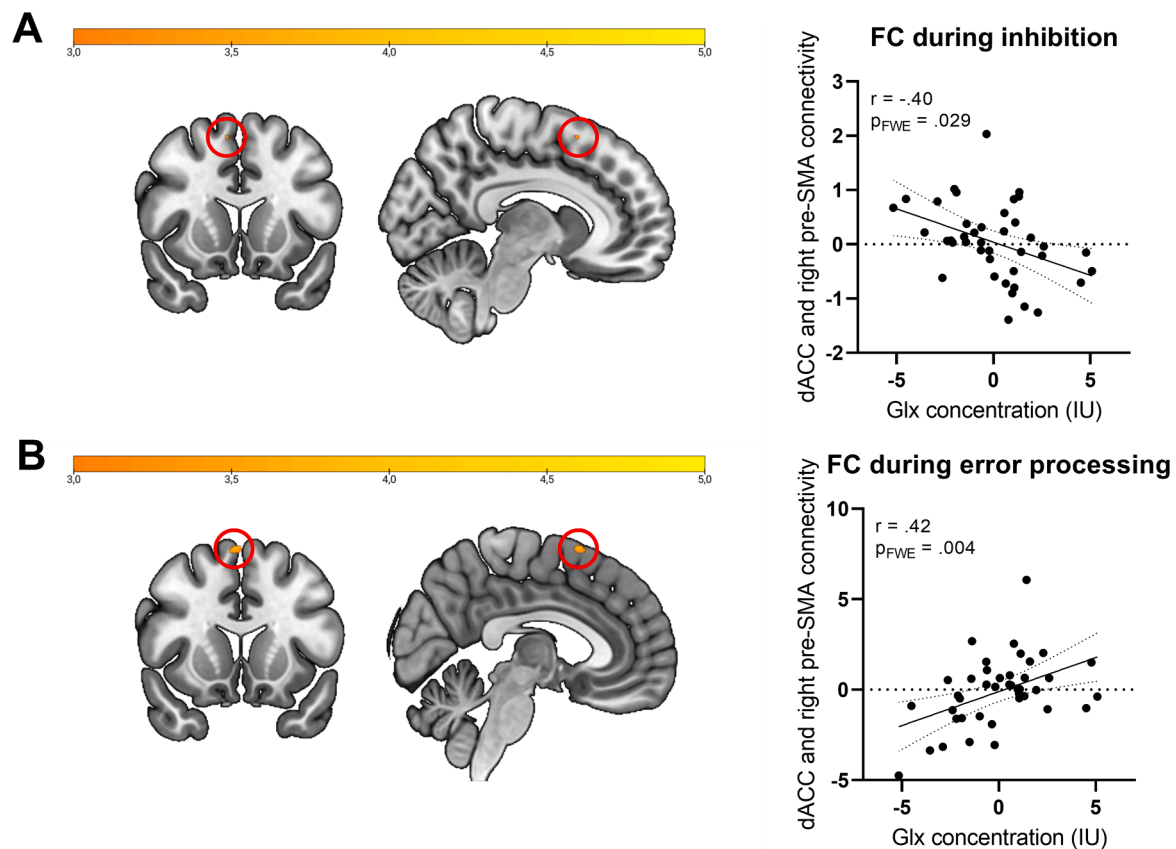 A
3,0 3,5 4,0 4,5 5,0
FC during inhibition
r = -.40
pFWE = .029
3
2
1
0
-1
-2
dACC and right pre-SMA connectivity
-5 0 5
Glx concentration (IU)
B
3,0 3,5 4,0 4,5 5,0
FC during error processing
r = .42
pFWE = .004
10
5
0
-5
dACC and right pre-SMA connectivity
-5 0 5
Glx concentration (IU)